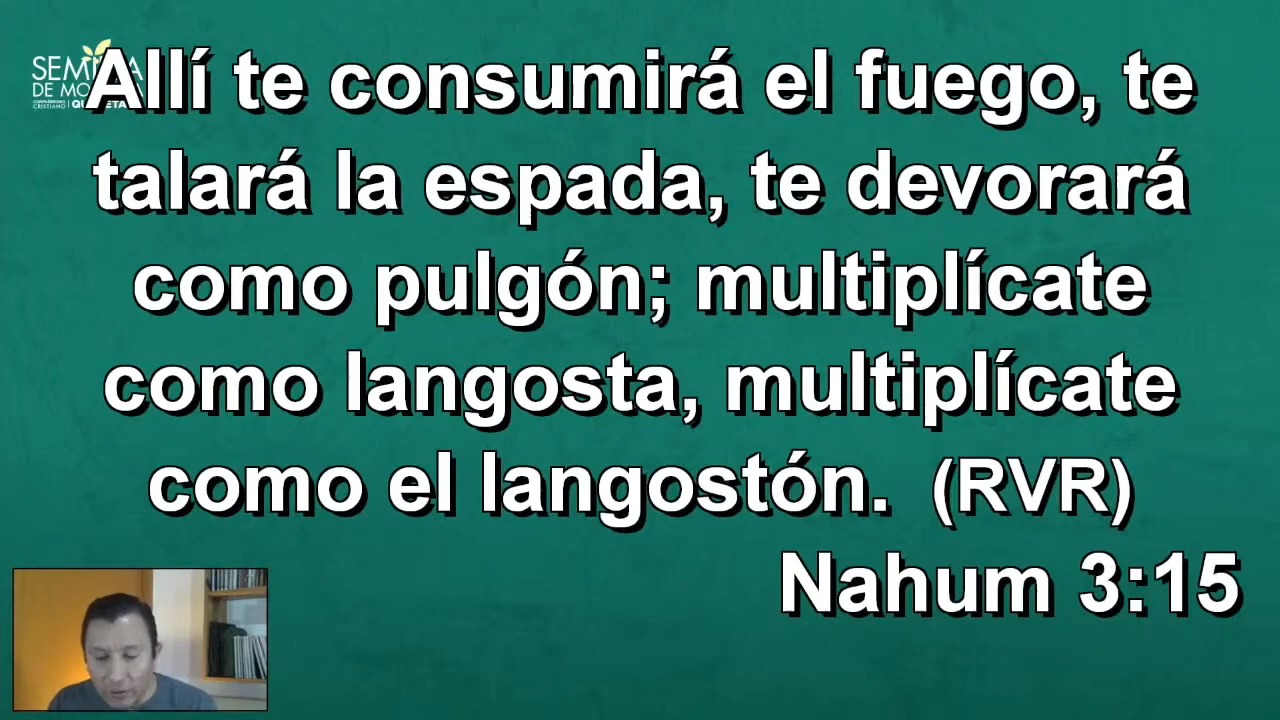 Allí te consumirá el fuego, te
talará la espada, te devorará
como pulgón; multiplícate
como langosta, multiplícate
como el langostón. (RVR)
Nahum 3:15